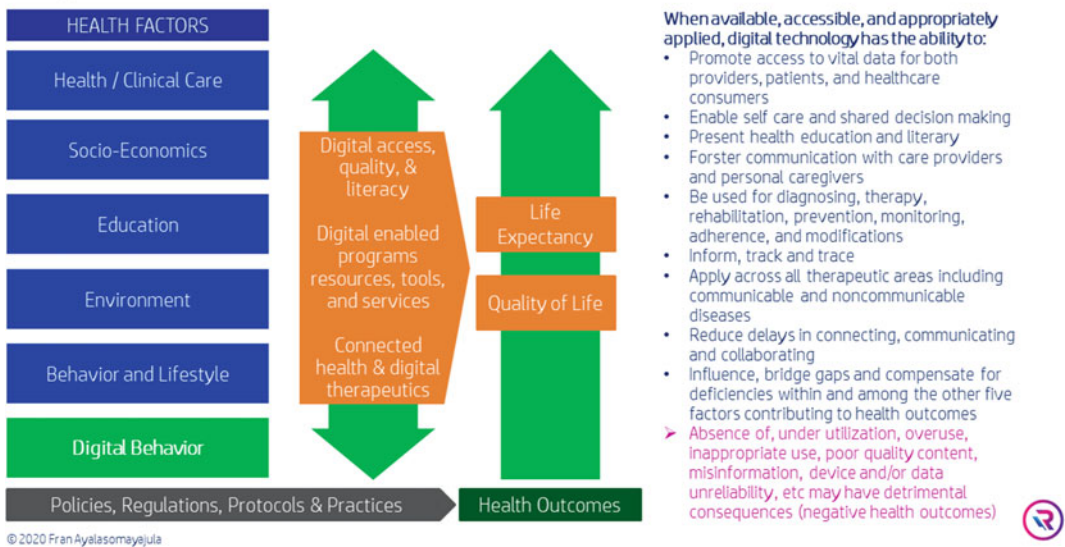 HEALTH FACTORS
Health / Clinical Care
Socio-Economics
Education
Environment
Behavior and Lifestyle
Digital Behavior
Policies, Regulations, Protocols & Practices
Digital access,
quality, &
literacy
Digital enabled
programs
resources, tools,
and services
Connected
health & digital
therapeutics
Life
Expectancy
Quality of Life
Health Outcomes
When available, accessible, and appropriately
applied, digital technology has the ability to:
• Promote access to vital data for both
providers, patients, and healthcare
consumers
• Enable self care and shared decision making
• Present health education and literary
• Forster communication with care providers
and personal caregivers
• Be used for diagnosing, therapy,
rehabilitation, prevention, monitoring,
adherence, and modifications
• Inform, track and trace
• Apply across all therapeutic areas including
communicable and noncommunicable
diseases
• Reduce delays in connecting, communicating
and collaborating
• Influence, bridge gaps and compensate for
deficiencies within and among the other five
factors contributing to health outcomes
➢ Absence of, under utilization, overuse,
inappropriate use, poor quality content,
misinformation, device and/or data
unreliability, etc may have detrimental
consequences (negative health outcomes)
R
© 2020 Fran Ayalasomayajula